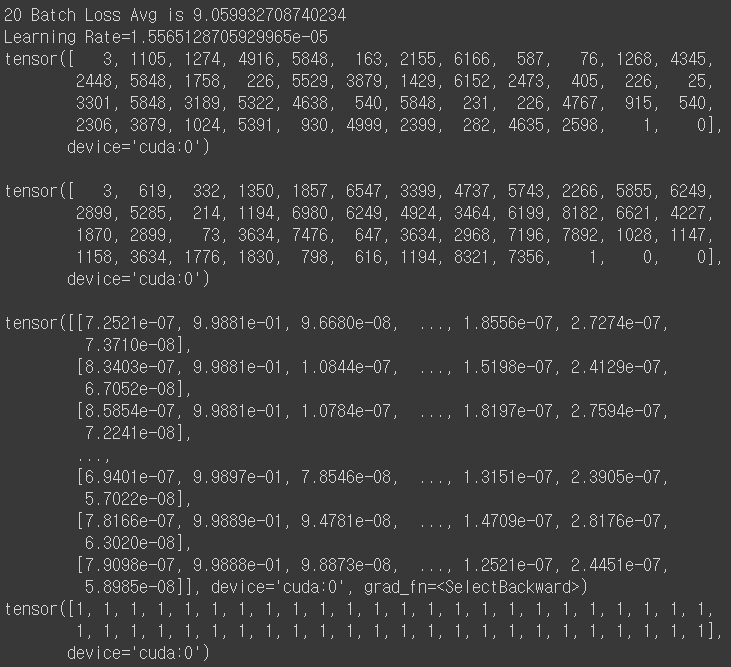 20 Batch Loss Avg is 9.059932708740234
Learning Rate=1.5565128705929965e-05
tensor([   3, 1105, 1274, 4916, 5848,  163, 2155, 6166,  587,   76, 1268, 4345,
        2448, 5848, 1758,  226, 5529, 3879, 1429, 6152, 2473,  405,  226,   25,
        3301, 5848, 3189, 5322, 4638,  540, 5848,  231,  226, 4767,  915,  540,
        2306, 3879, 1024, 5391,  930, 4999, 2399,  282, 4635, 2598,    1,    0],
       device='cuda:0')
tensor([   3,  619,  332, 1350, 1857, 6547, 3399, 4737, 5743, 2266, 5855, 6249,
        2899, 5285,  214, 1194, 6980, 6249, 4924, 3464, 6199, 8182, 6621, 4227,
        1870, 2899,   73, 3634, 7476,  647, 3634, 2968, 7196, 7892, 1028, 1147,
        1158, 3634, 1776, 1830,  798,  616, 1194, 8321, 7356,    1,    0,    0],
       device='cuda:0')
tensor([[7.2521e-07, 9.9881e-01, 9.6680e-08,  ..., 1.8556e-07, 2.7274e-07,
         7.3710e-08],
        [8.3403e-07, 9.9881e-01, 1.0844e-07,  ..., 1.5198e-07, 2.4129e-07,
         6.7052e-08],
        [8.5854e-07, 9.9881e-01, 1.0784e-07,  ..., 1.8197e-07, 2.7594e-07,
         7.2241e-08],
        ...,
        [6.9401e-07, 9.9897e-01, 7.8546e-08,  ..., 1.3151e-07, 2.3905e-07,
         5.7022e-08],
        [7.8166e-07, 9.9889e-01, 9.4781e-08,  ..., 1.4709e-07, 2.8176e-07,
         6.3020e-08],
        [7.9098e-07, 9.9888e-01, 9.8873e-08,  ..., 1.2521e-07, 2.4451e-07,
         5.8985e-08]], device='cuda:0', grad_fn=<SelectBackward>)
tensor([1, 1, 1, 1, 1, 1, 1, 1, 1, 1, 1, 1, 1, 1, 1, 1, 1, 1, 1, 1, 1, 1, 1, 1,
        1, 1, 1, 1, 1, 1, 1, 1, 1, 1, 1, 1, 1, 1, 1, 1, 1, 1, 1, 1, 1, 1, 1],
       device='cuda:0')